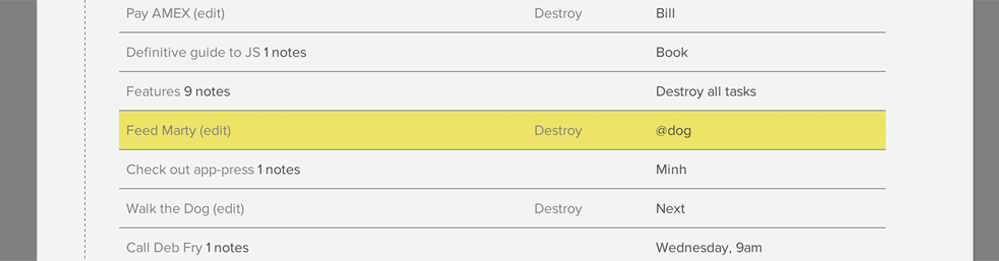 Pay AMEX (edit) Destroy Bill
Definitive guide to JS 1 notes Book
Features 9 notes Destroy all tasks
Feed Marty (edit) Destroy @dog
Check out app-press 1 notes Minh
Walk the Dog (edit) Destroy Next
Call Deb Fry 1 notes Wednesday, 9am